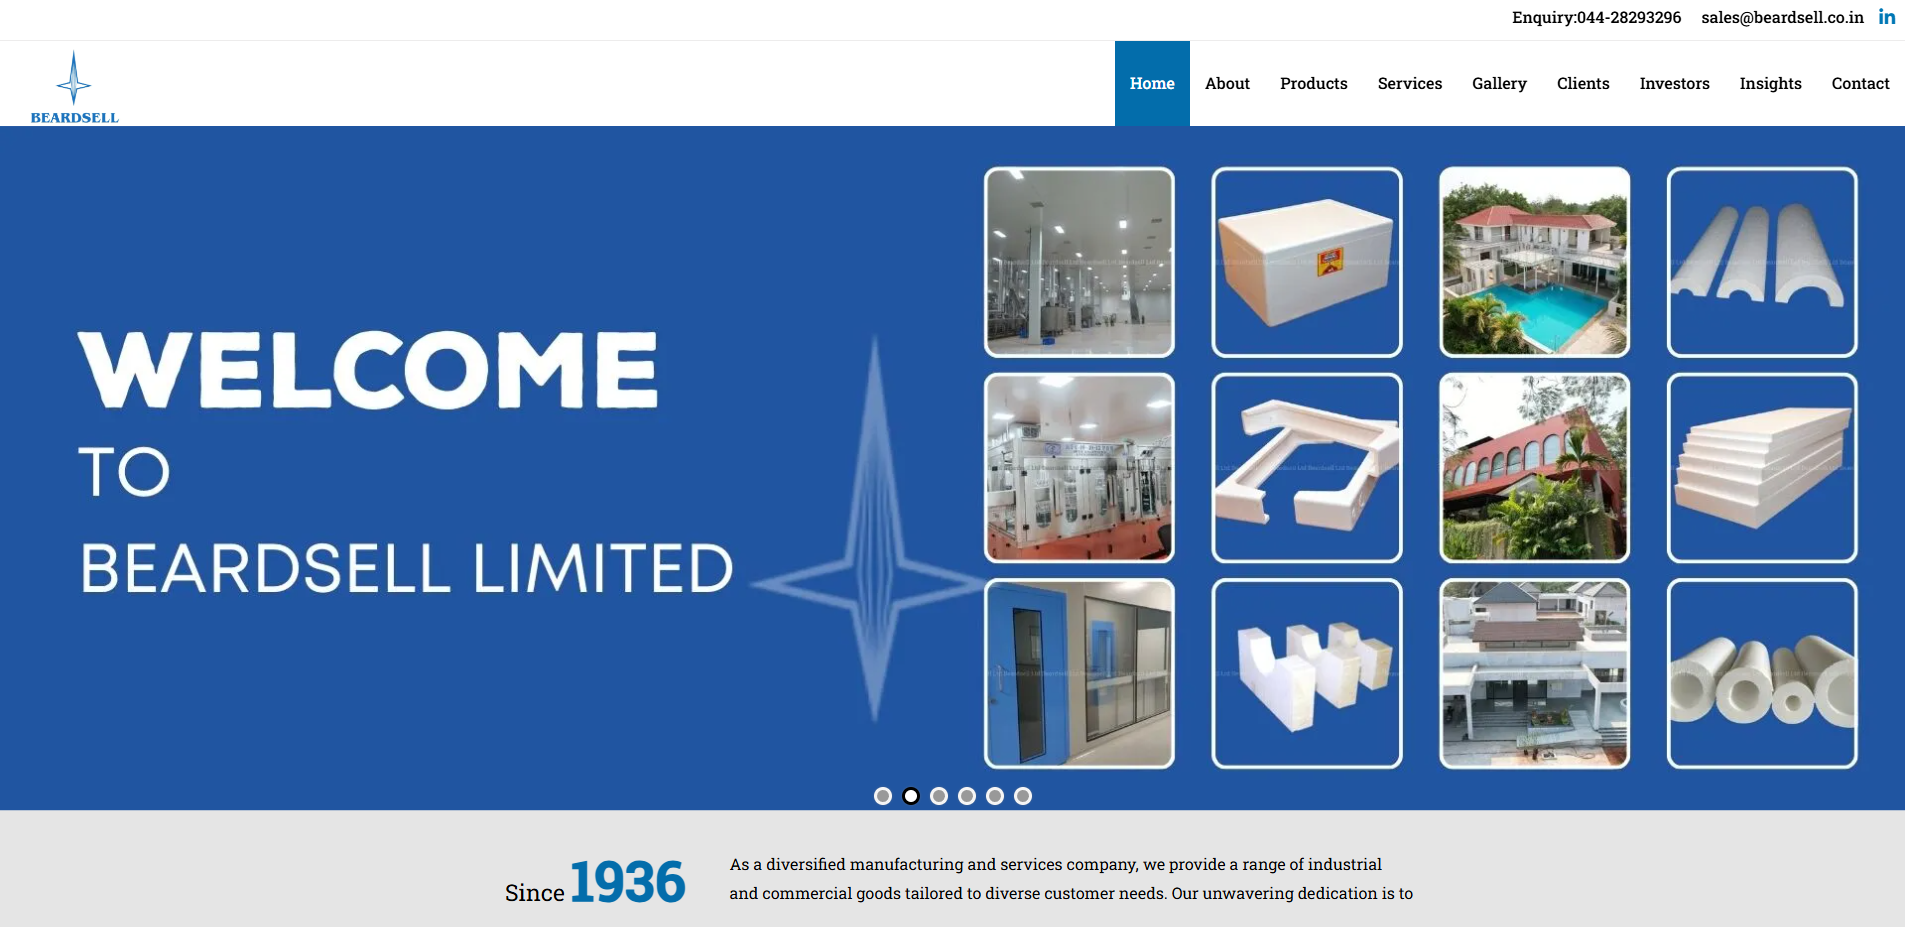 Enquiry:044-28293296 sales@beardsell.co.in in
BEARDSELL
Home About Products Services Gallery Clients Investors Insights Contact
WELCOME
TO
BEARDSELL LIMITED
Since 1936
As a diversified manufacturing and services company, we provide a range of industrial
and commercial goods tailored to diverse customer needs. Our unwavering dedication is to